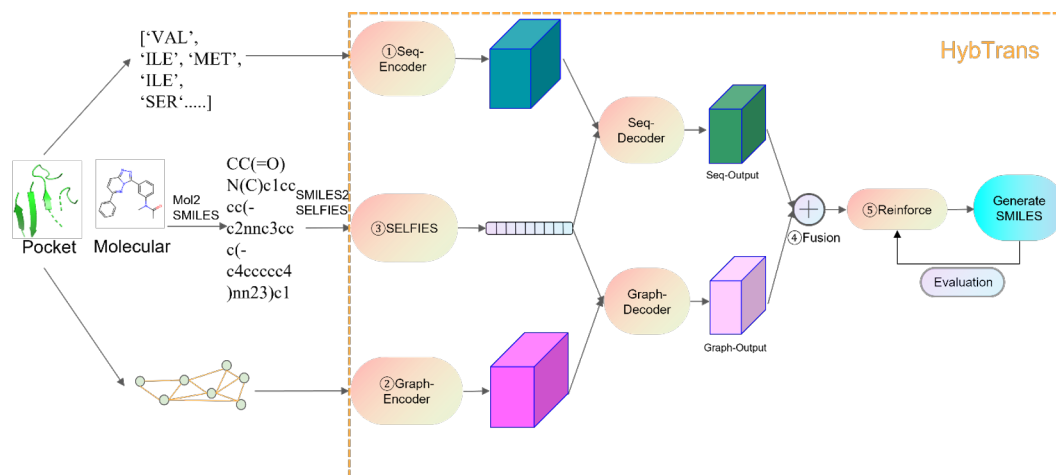 HybTrans
['VAL',
'ILE', 'MET',
'ILE',
'SER'.....]
①Seq-
Encoder
Seq-
Decoder
Seq-Output
Pocket
Molecular
Mol2
SMILES
CC(=O)
N(C)c1cc
cc(-
c2nnc3cc
c(-
c4ccccc4
)nn23)c1
SMILES2
SELFIES
③SELFIES
④Fusion
⑤Reinforce
Generate
SMILES
Evaluation
Graph-
Decoder
Graph-Output
②Graph-
Encoder